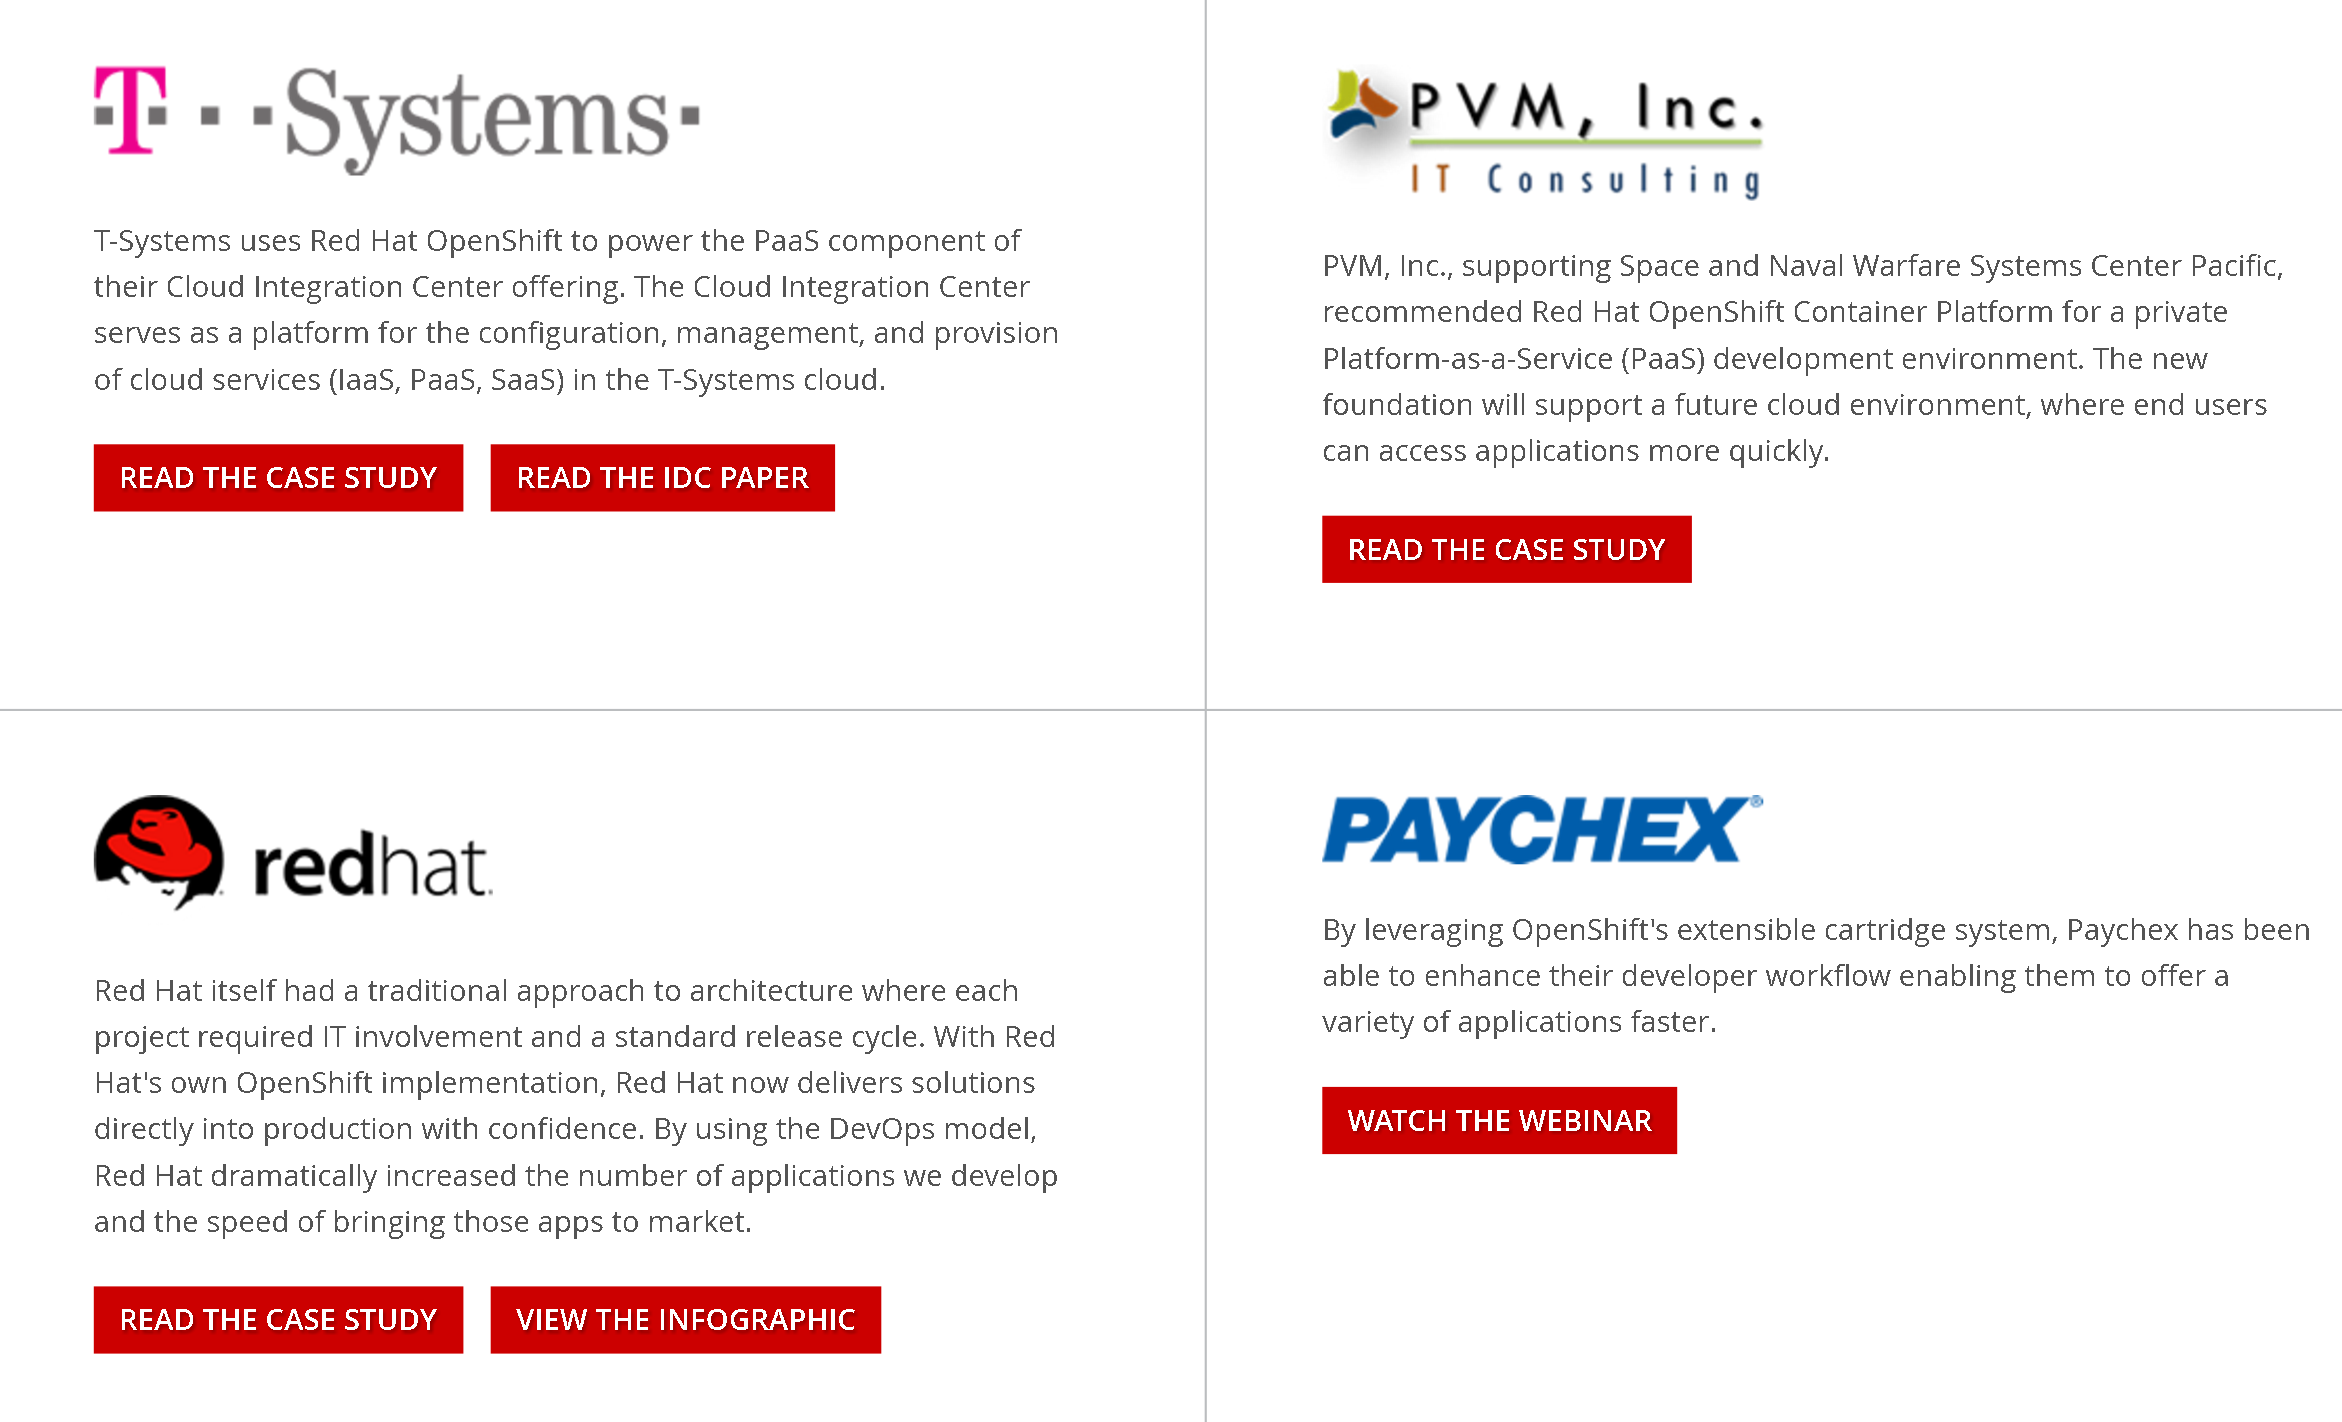 T · · Systems ·
T-Systems uses Red Hat OpenShift to power the PaaS component of
their Cloud Integration Center offering. The Cloud Integration Center
serves as a platform for the configuration, management, and provision
of cloud services (IaaS, PaaS, SaaS) in the T-Systems cloud.
READ THE CASE STUDY
READ THE IDC PAPER
PVM, Inc.
IT Consulting
PVM, Inc., supporting Space and Naval Warfare Systems Center Pacific,
recommended Red Hat OpenShift Container Platform for a private
Platform-as-a-Service (PaaS) development environment. The new
foundation will support a future cloud environment, where end users
can access applications more quickly.
READ THE CASE STUDY
redhat.
Red Hat itself had a traditional approach to architecture where each
project required IT involvement and a standard release cycle. With Red
Hat's own OpenShift implementation, Red Hat now delivers solutions
directly into production with confidence. By using the DevOps model,
Red Hat dramatically increased the number of applications we develop
and the speed of bringing those apps to market.
READ THE CASE STUDY
VIEW THE INFOGRAPHIC
PAYCHEX®
By leveraging OpenShift's extensible cartridge system, Paychex has been
able to enhance their developer workflow enabling them to offer a
variety of applications faster.
WATCH THE WEBINAR